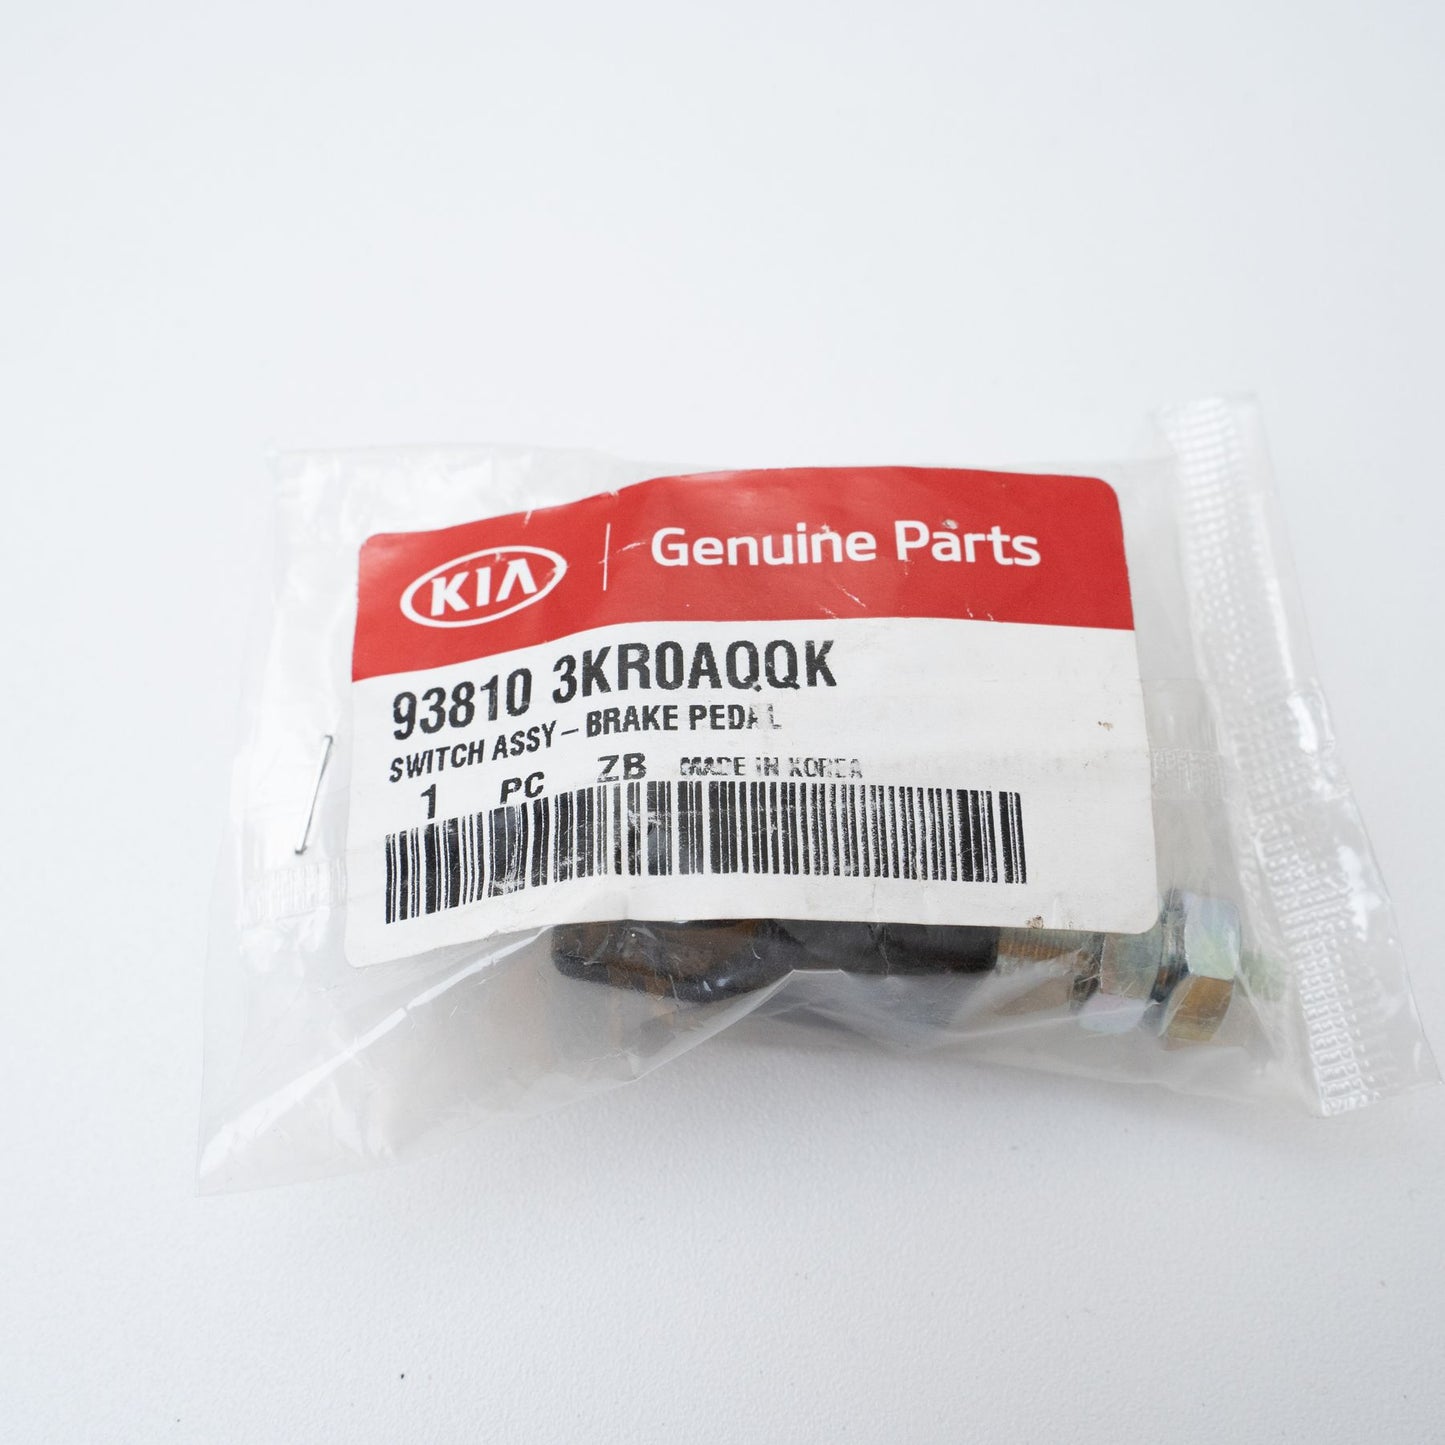 KIA Genuine Parts
93810 3KR0AQQK
SWITCH ASSY - BRAKE PEDAL
1 PC ZB MADE IN KOREA